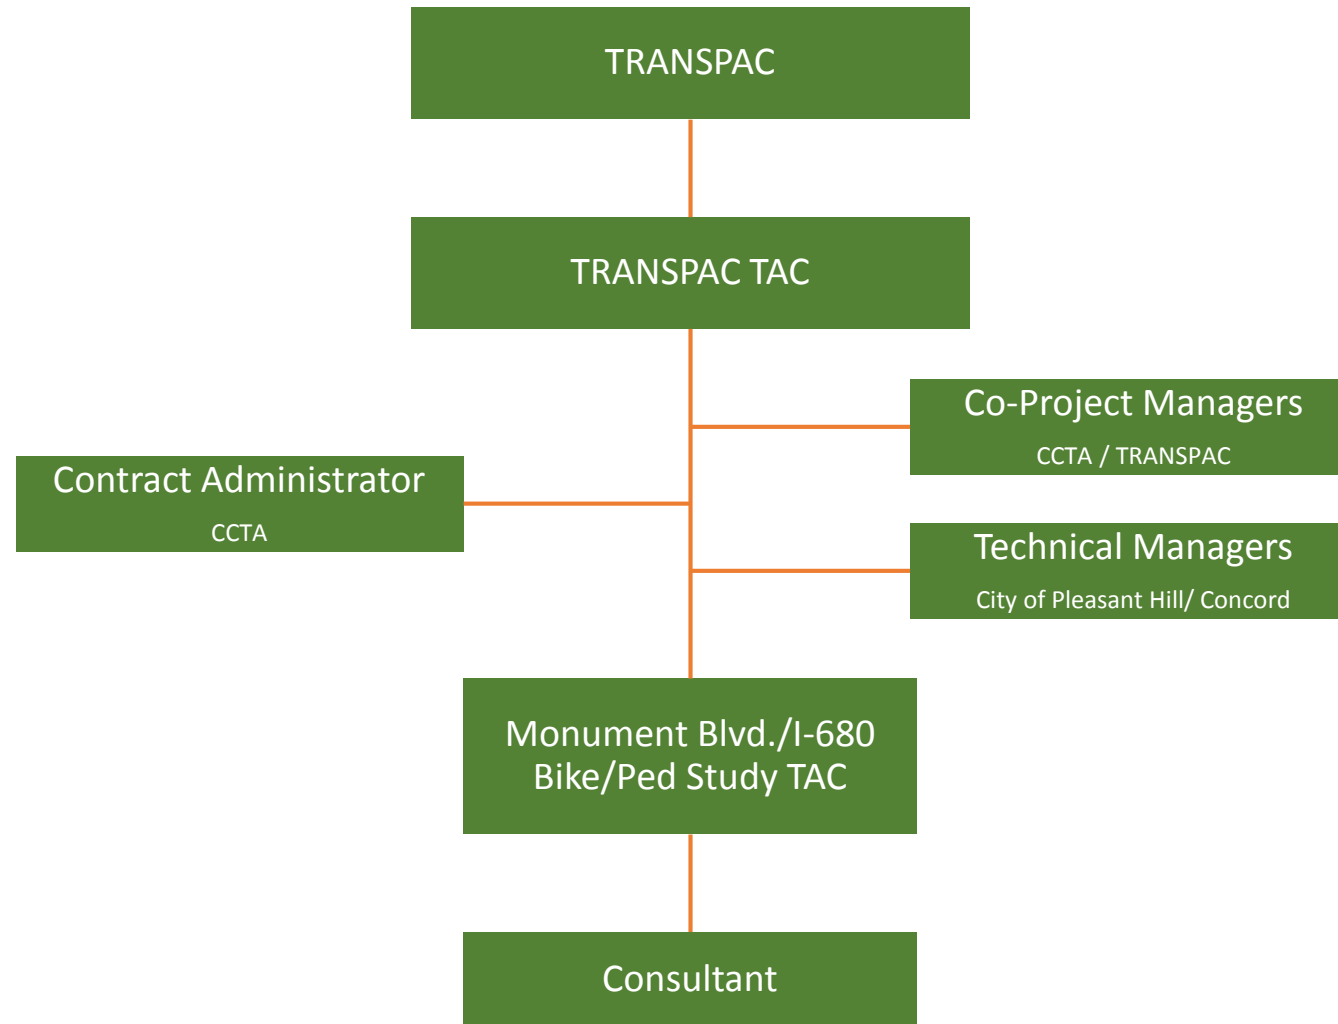 TRANSPAC
TRANSPAC TAC
Co-Project Managers
CCTA / TRANSPAC
Contract Administrator
CCTA
Technical Managers
City of Pleasant Hill/ Concord
Monument Blvd./I-680
Bike/Ped Study TAC
Consultant